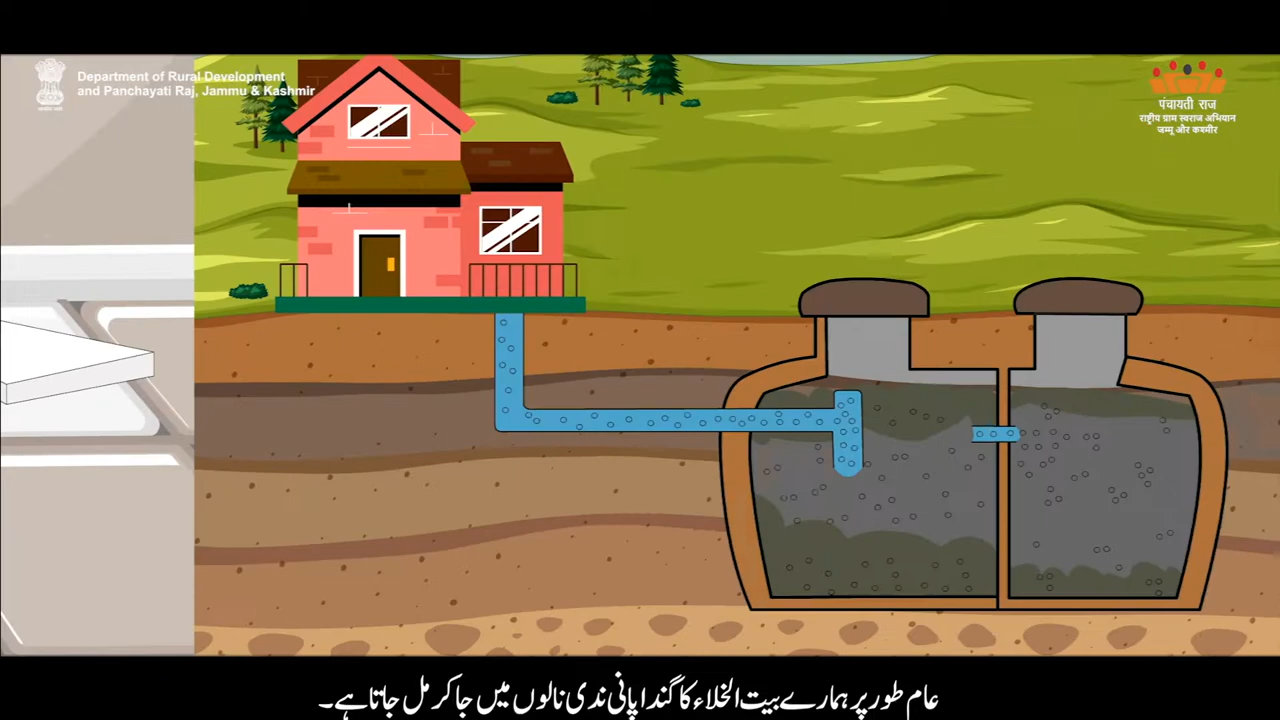 Department of Rural Development
and Panchayati Raj, Jammu & Kashmir
पंचायती राज
राष्ट्रीय ग्राम स्वराज अभियान
जम्मू और कश्मीर
عام طور پر ہمارے بیت الخلاء کا گندا پانی ندی نالوں میں جا کر مل جاتا ہے۔